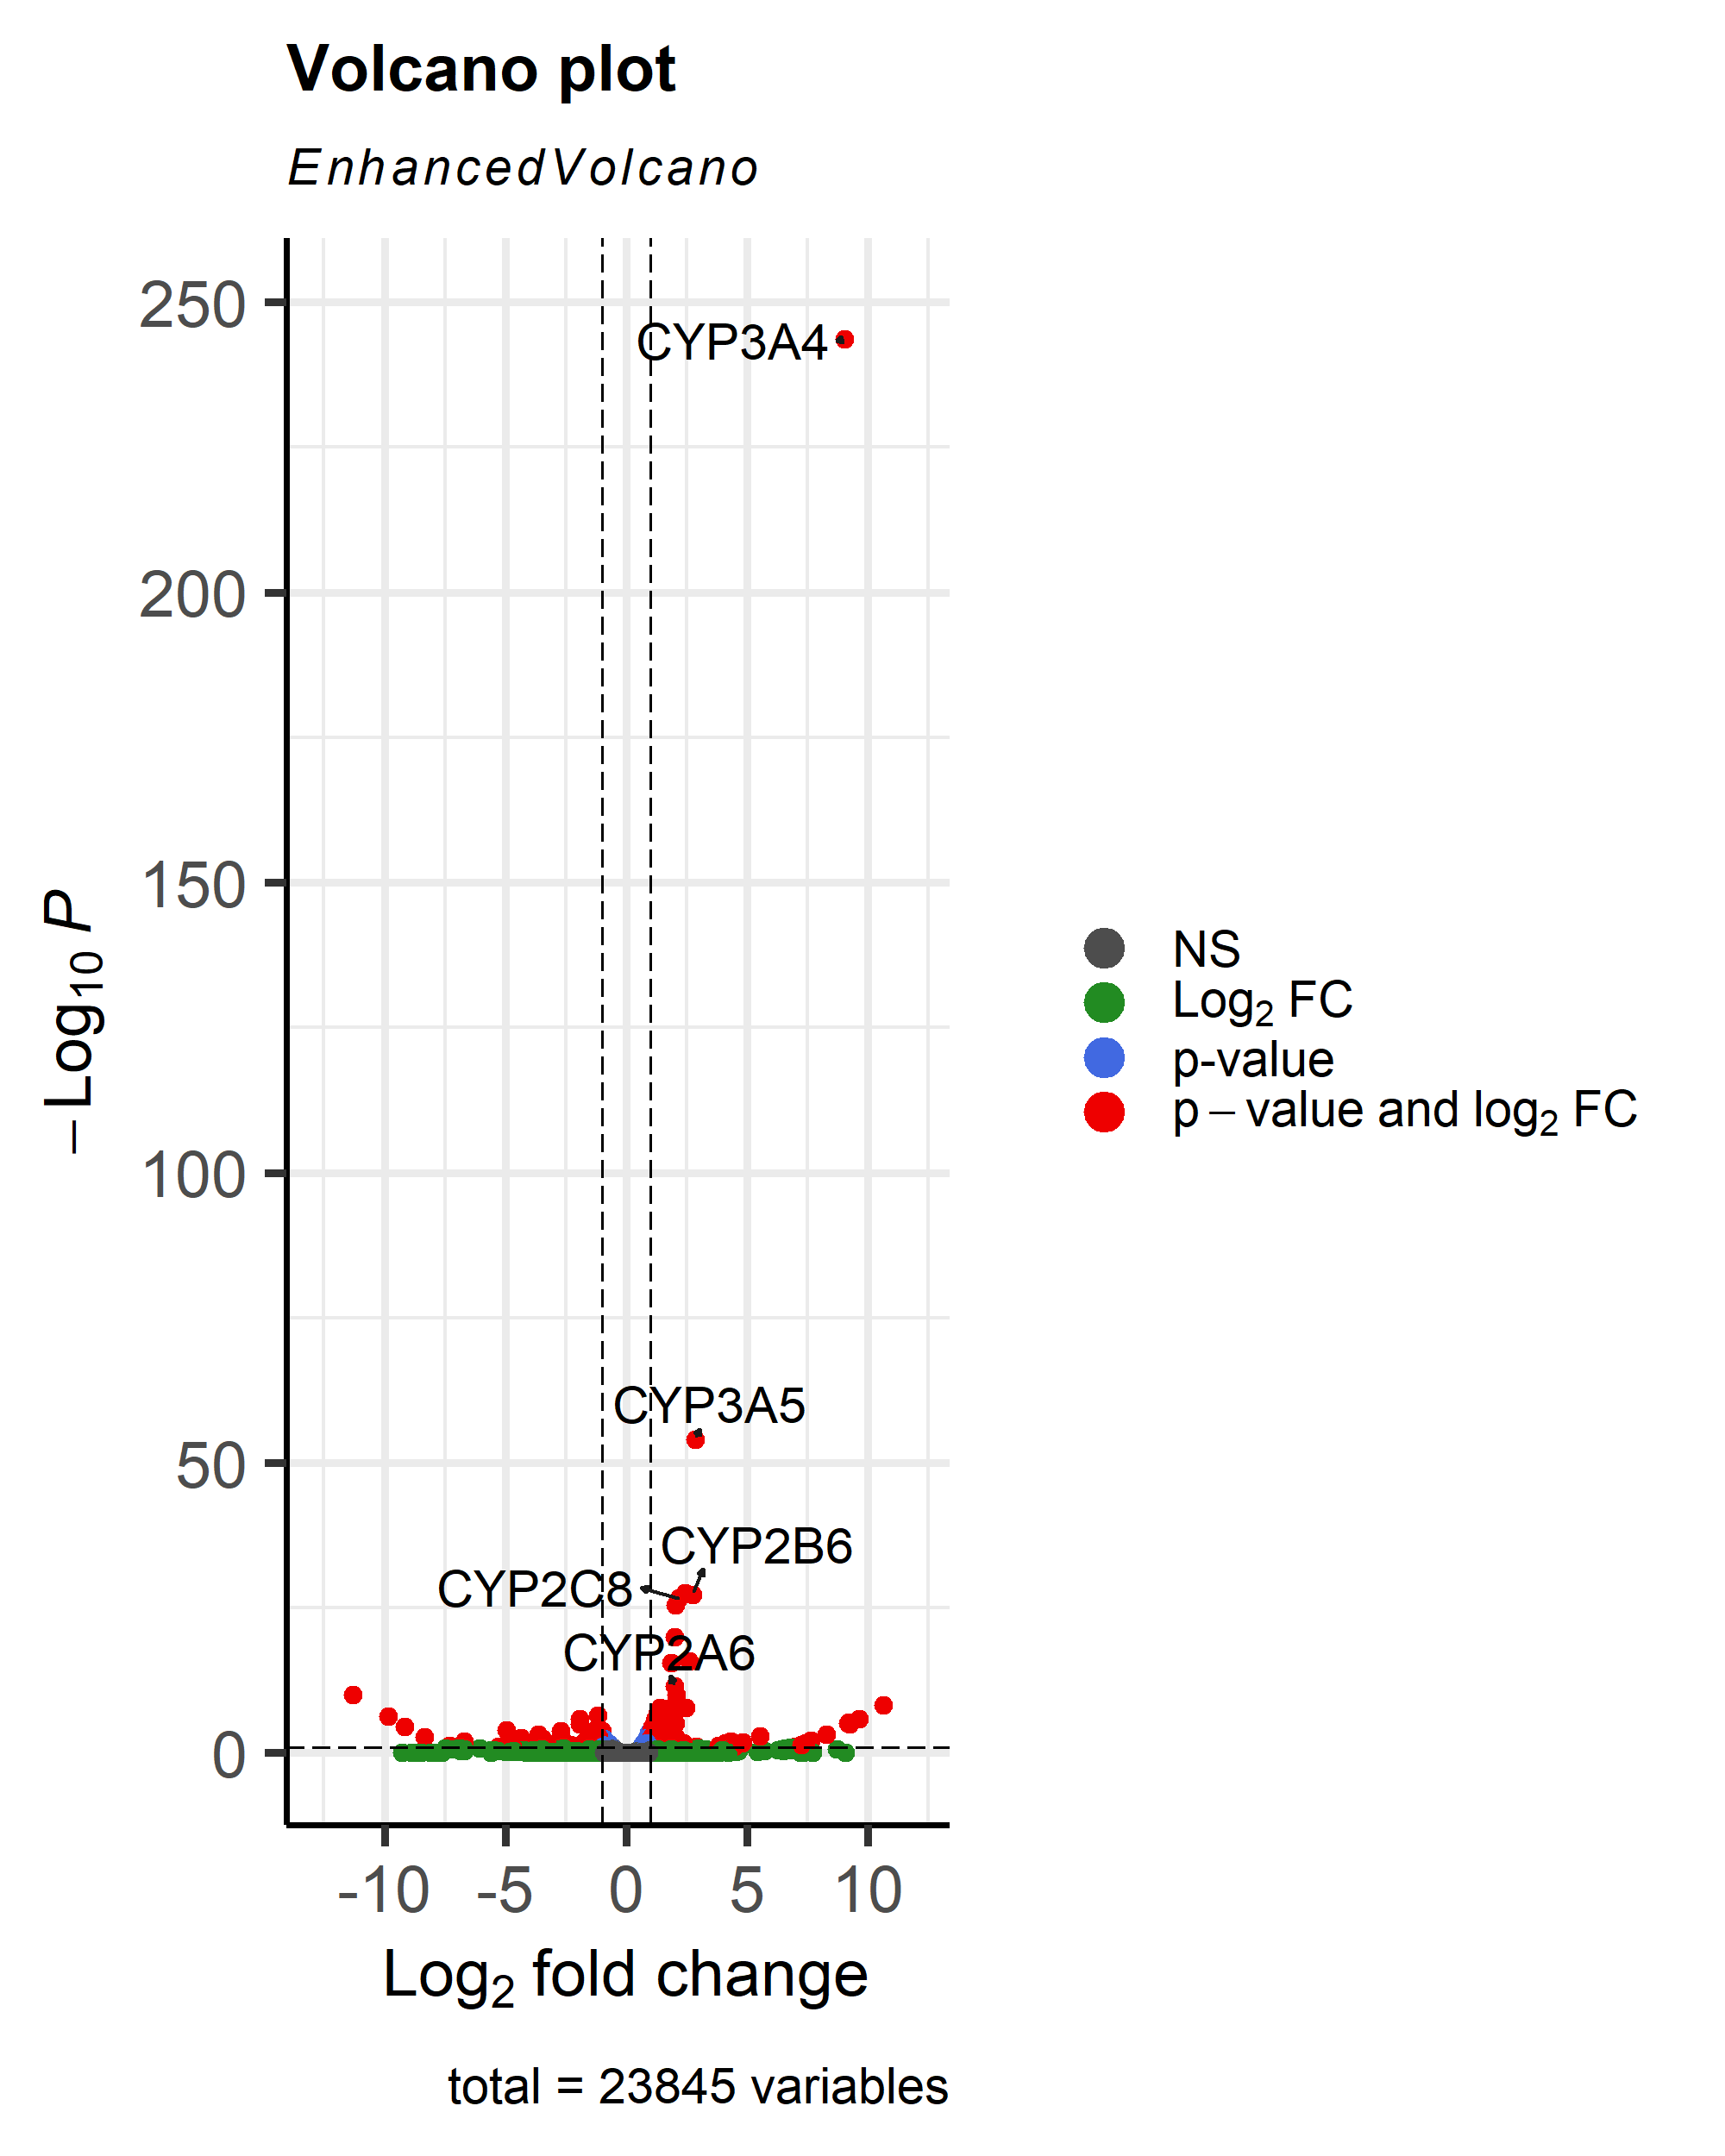 Volcano plot
EnhancedVolcano
−Log10 P
250
200
150
100
50
0
CYP3A4
CYP3A5
CYP2B6
CYP2C8
CYP2A6
-10 -5 0 5 10
Log2 fold change
total = 23845 variables
NS
Log2 FC
p-value
p − value and log2 FC